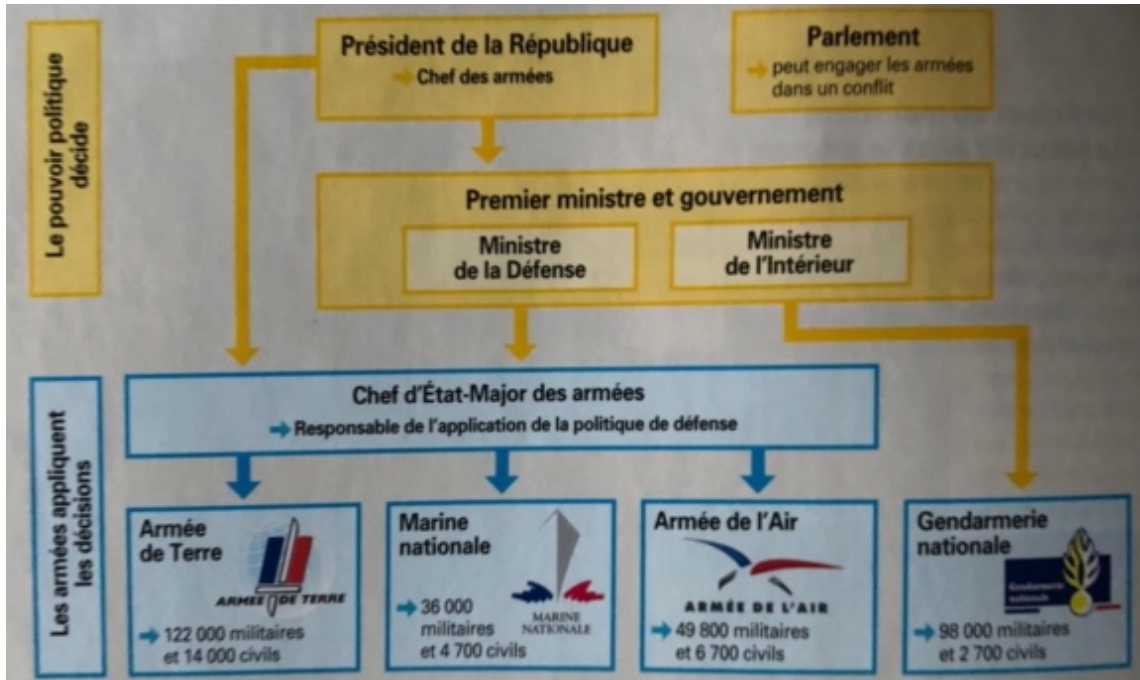 Le pouvoir politique
décide
Président de la République
→ Chef des armées
Parlement
→ peut engager les armées
dans un conflit
Premier ministre et gouvernement
Ministre
de la Défense
Ministre
de l'Intérieur
Les armées appliquent
les décisions
Chef d'État-Major des armées
→ Responsable de l'application de la politique de défense
Armée
de Terre
ARMÉE DE TERRE
→ 122 000 militaires
et 14 000 civils
Marine
nationale
MARINE
NATIONALE
→ 36 000
militaires
et 4 700 civils
Armée de l'Air
ARMÉE DE L'AIR
→ 49 800 militaires
et 6 700 civils
Gendarmerie
nationale
Gendarmerie
nationale
→ 98 000 militaires
et 2 700 civils